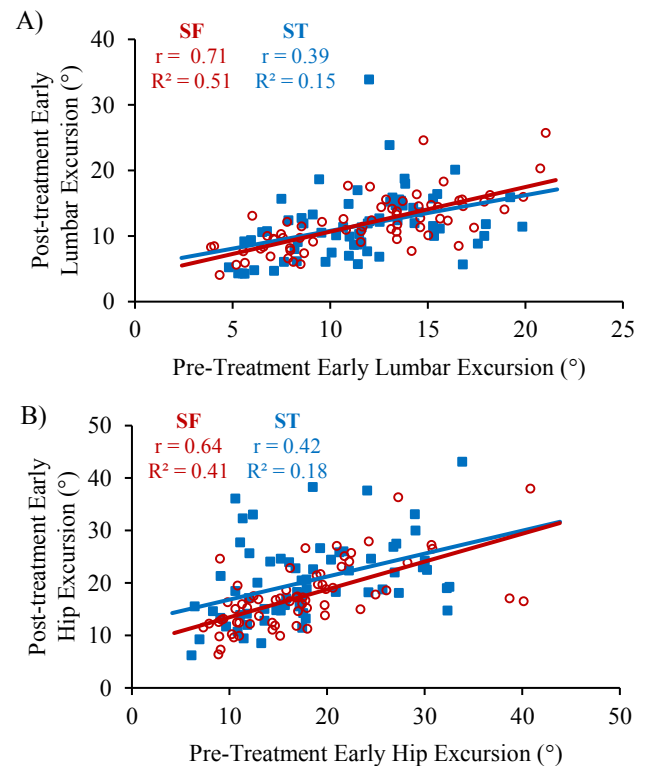 A)
SF ST
r = 0.71 r = 0.39
R² = 0.51 R² = 0.15
Post-treatment Early
Lumbar Excursion (°)
40
30
20
10
0
0 5 10 15 20 25
Pre-Treatment Early Lumbar Excursion (°)
B)
SF ST
r = 0.64 r = 0.42
R² = 0.41 R² = 0.18
Post-treatment Early
Hip Excursion (°)
50
40
30
20
10
0
0 10 20 30 40 50
Pre-Treatment Early Hip Excursion (°)